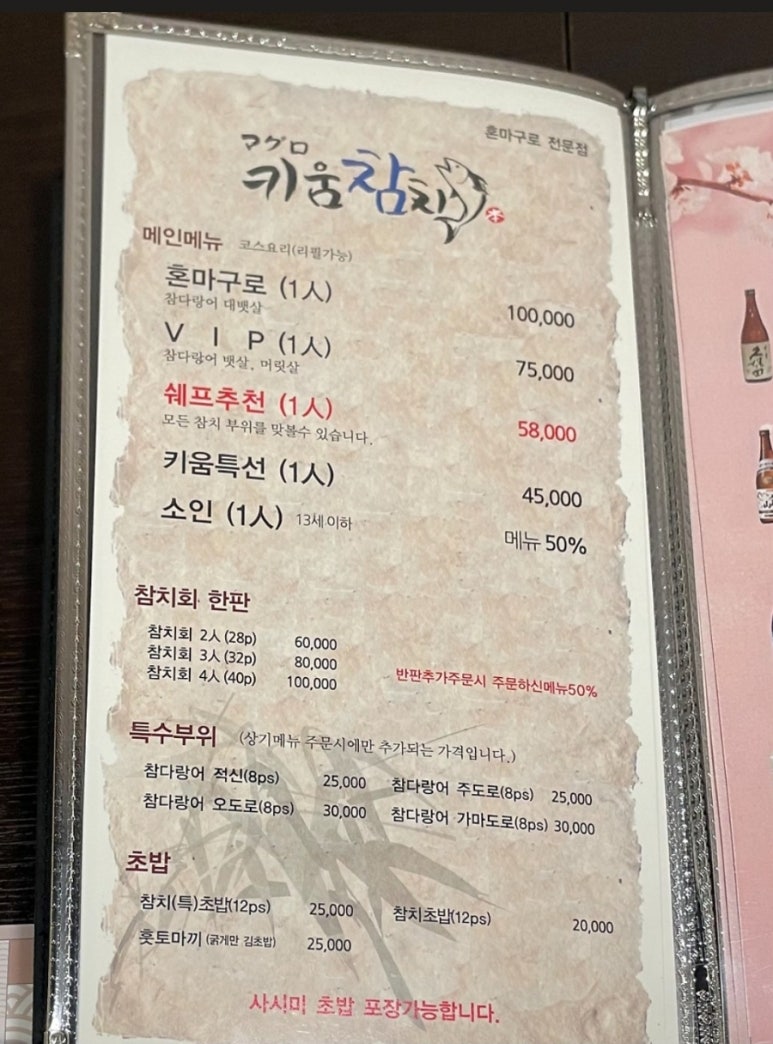 혼마구로 전문점
マグロ
키움참치
메인메뉴 코스요리(리필가능)
혼마구로 (1人) 100,000
참다랑어 대뱃살
V I P (1人) 75,000
참다랑어 뱃살, 머릿살
쉐프추천 (1人) 58,000
모든 참치 부위를 맞볼수 있습니다.
키움특선 (1人) 45,000
소인 (1人) 13세이하 메뉴 50%
참치회 한판
참치회 2人(28p) 60,000
참치회 3人(32p) 80,000
참치회 4人(40p) 100,000
반판추가주문시 주문하신메뉴50%
특수부위 (상기메뉴 주문시에만 추가되는 가격입니다.)
참다랑어 적신(8ps) 25,000 참다랑어 주도로(8ps) 25,000
참다랑어 오도로(8ps) 30,000 참다랑어 가마도로(8ps) 30,000
초밥
참치(특)초밥(12ps) 25,000 참치초밥(12ps) 20,000
훗토마끼 (굵게만 김초밥) 25,000
사시미 초밥 포장가능합니다.